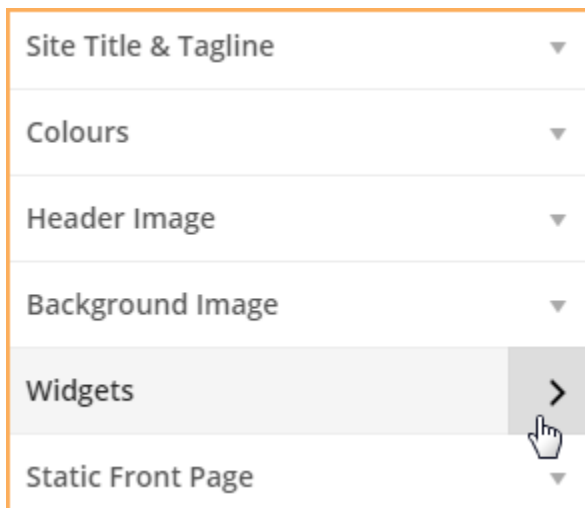 Site Title & Tagline
Colours
Header Image
Background Image
Widgets
Static Front Page